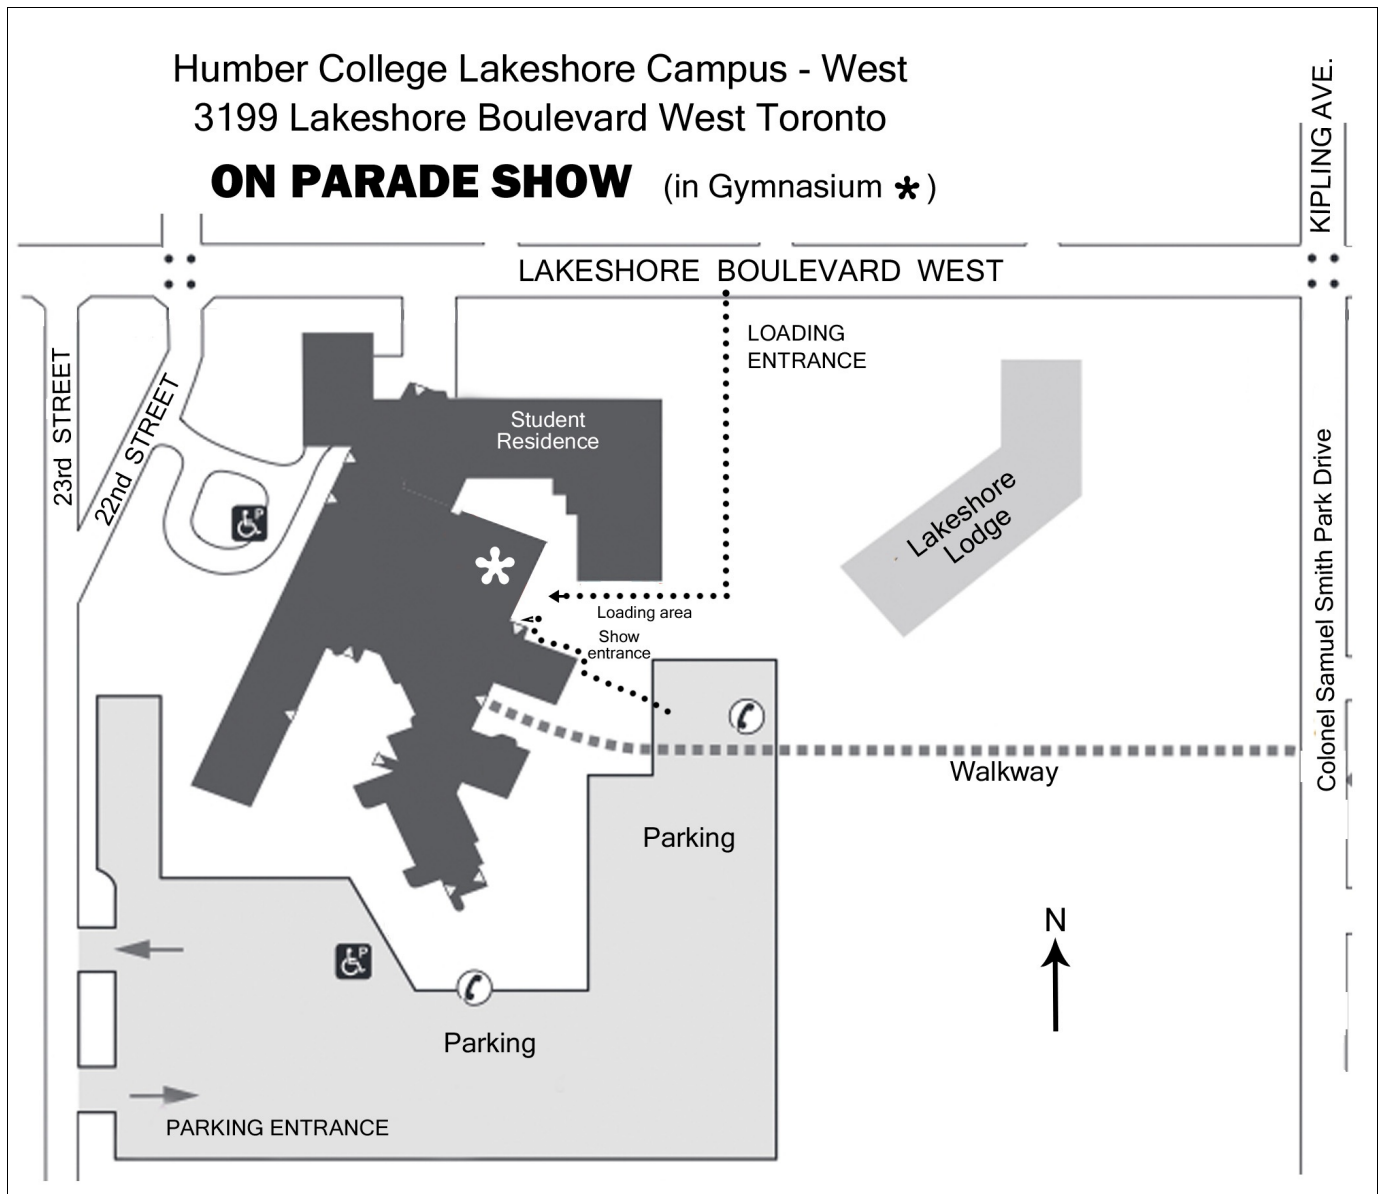 Humber College Lakeshore Campus - West
3199 Lakeshore Boulevard West Toronto
ON PARADE SHOW (in Gymnasium *)
KIPLING AVE.
LAKESHORE BOULEVARD WEST
LOADING
ENTRANCE
23rd STREET
22nd STREET
Student
Residence
Lakeshore
Lodge
Colonel Samuel Smith Park Drive
P
*
Loading area
Show
entrance
Walkway
Parking
N
P
Parking
PARKING ENTRANCE